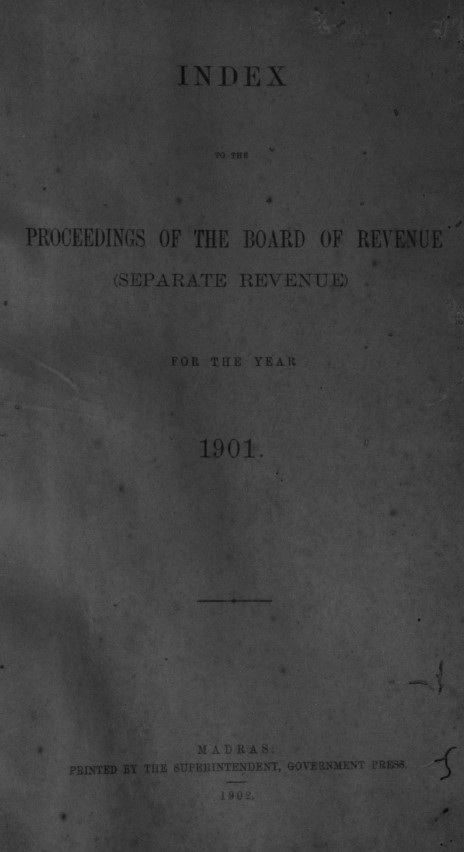 INDEX
TO THE
PROCEEDINGS OF THE BOARD OF REVENUE
(SEPARATE REVENUE)
FOR THE YEAR
1901.
MADRAS:
PRINTED BY THE SUPERINTENDENT, GOVERNMENT PRESS.
1902.